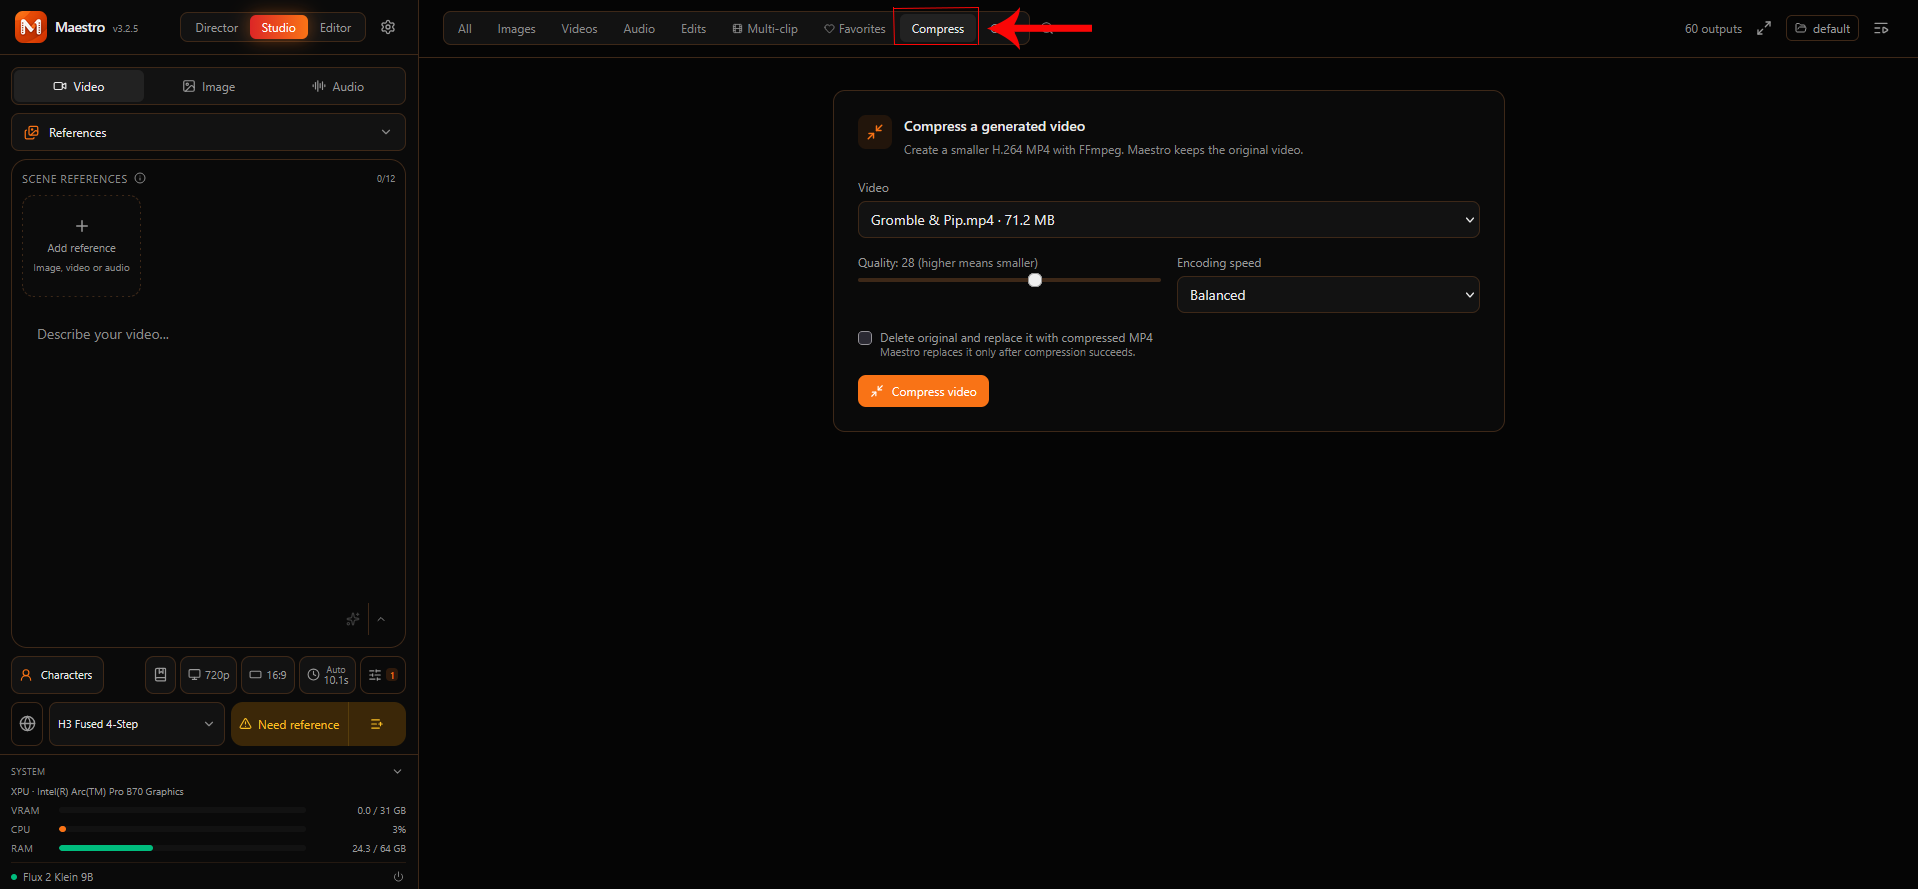 Maestro v3.2.5
Director Studio Editor
All Images Videos Audio Edits Multi-clip Favorites Compress
60 outputs default
Video Image Audio
References
SCENE REFERENCES 0/12
Add reference
Image, video or audio
Describe your video...
Characters 720p 16:9 Auto 10.1s 1
H3 Fused 4-Step Need reference
SYSTEM
XPU · Intel(R) Arc(TM) Pro B70 Graphics
VRAM 0.0 / 31 GB
CPU 3%
RAM 24.3 / 64 GB
Flux 2 Klein 9B
Compress a generated video
Create a smaller H.264 MP4 with FFmpeg. Maestro keeps the original video.
Video
Gromble & Pip.mp4 · 71.2 MB
Quality: 28 (higher means smaller) Encoding speed
Balanced
Delete original and replace it with compressed MP4
Maestro replaces it only after compression succeeds.
Compress video